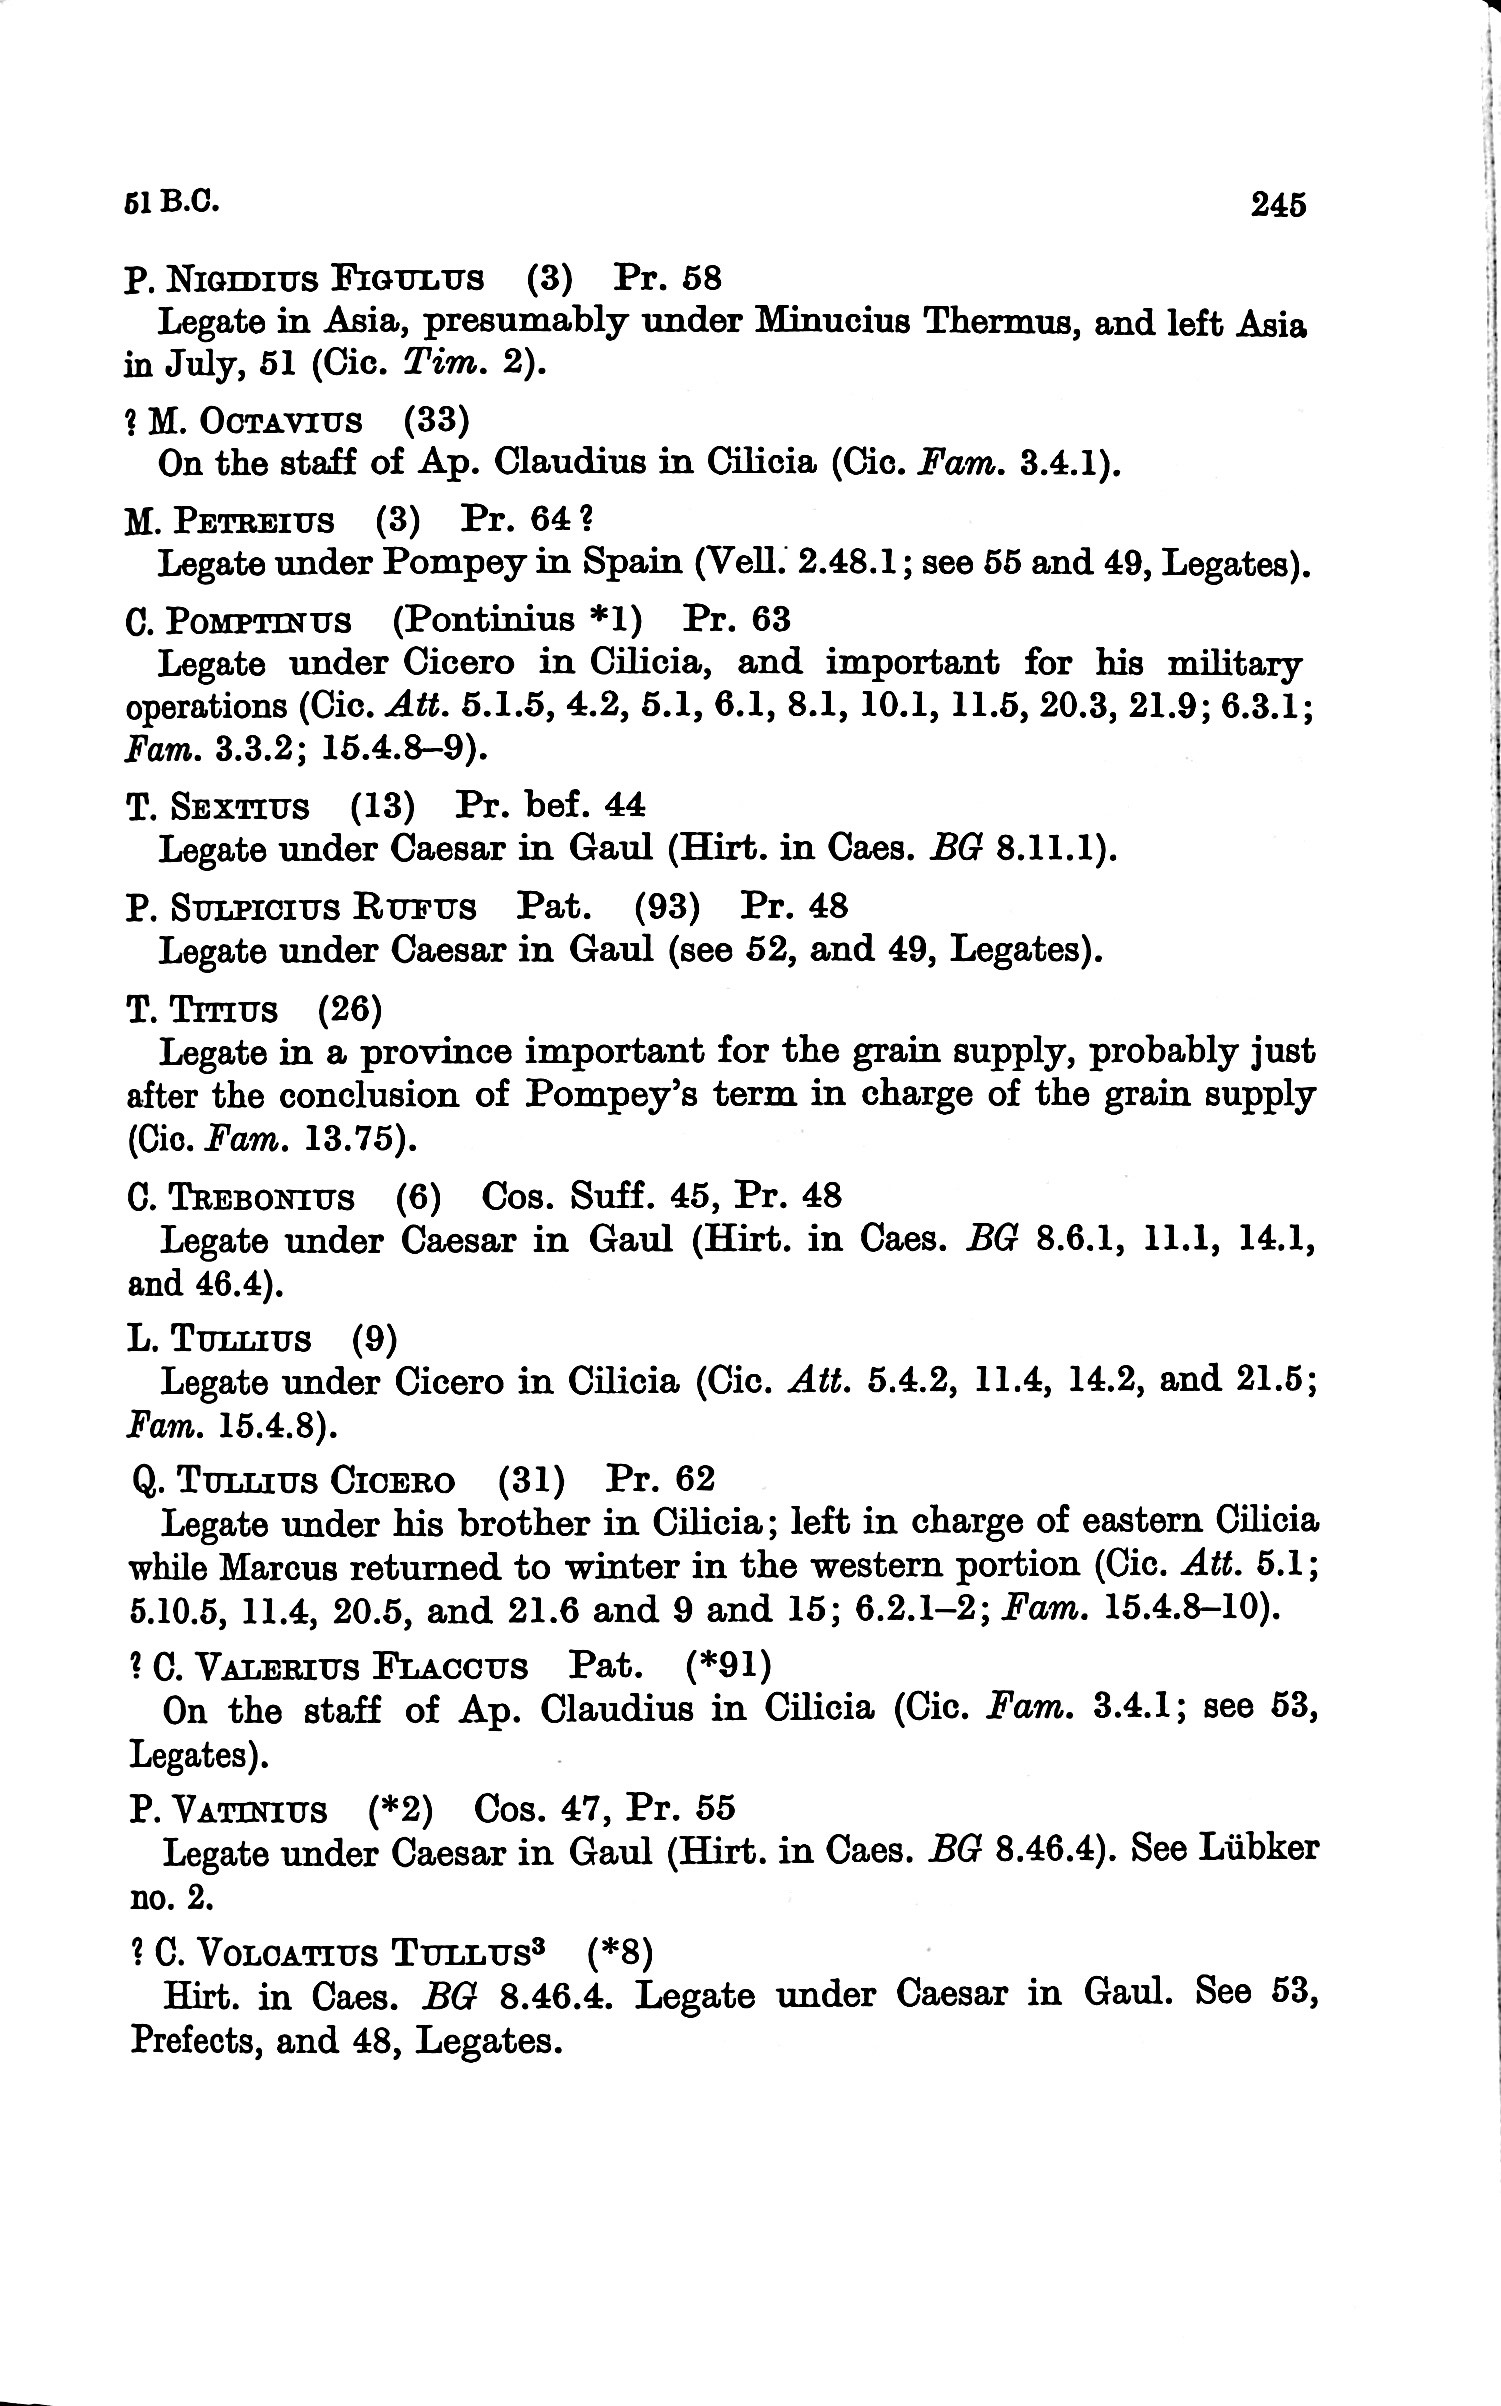 51 B.C. 245
P. NIGIDIUS FIGULUS (3) Pr. 58
Legate in Asia, presumably under Minucius Thermus, and left Asia
in July, 51 (Cic. Tim. 2).
? M. OCTAVIUS (33)
On the staff of Ap. Claudius in Cilicia (Cic. Fam. 3.4.1).
M. PETREIUS (3) Pr. 64?
Legate under Pompey in Spain (Vell. 2.48.1; see 55 and 49, Legates).
C. POMPTINUS (Pontinius *1) Pr. 63
Legate under Cicero in Cilicia, and important for his military
operations (Cic. Att. 5.1.5, 4.2, 5.1, 6.1, 8.1, 10.1, 11.5, 20.3, 21.9; 6.3.1;
Fam. 3.3.2; 15.4.8–9).
T. SEXTIUS (13) Pr. bef. 44
Legate under Caesar in Gaul (Hirt. in Caes. BG 8.11.1).
P. SULPICIUS RUFUS Pat. (93) Pr. 48
Legate under Caesar in Gaul (see 52, and 49, Legates).
T. TITIUS (26)
Legate in a province important for the grain supply, probably just
after the conclusion of Pompey's term in charge of the grain supply
(Cic. Fam. 13.75).
C. TREBONIUS (6) Cos. Suff. 45, Pr. 48
Legate under Caesar in Gaul (Hirt. in Caes. BG 8.6.1, 11.1, 14.1,
and 46.4).
L. TULLIUS (9)
Legate under Cicero in Cilicia (Cic. Att. 5.4.2, 11.4, 14.2, and 21.5;
Fam. 15.4.8).
Q. TULLIUS CICERO (31) Pr. 62
Legate under his brother in Cilicia; left in charge of eastern Cilicia
while Marcus returned to winter in the western portion (Cic. Att. 5.1;
5.10.5, 11.4, 20.5, and 21.6 and 9 and 15; 6.2.1–2; Fam. 15.4.8–10).
? C. VALERIUS FLACCUS Pat. (*91)
On the staff of Ap. Claudius in Cilicia (Cic. Fam. 3.4.1; see 53,
Legates).
P. VATINIUS (*2) Cos. 47, Pr. 55
Legate under Caesar in Gaul (Hirt. in Caes. BG 8.46.4). See Lübker
no. 2.
? C. VOLCATIUS TULLUS³ (*8)
Hirt. in Caes. BG 8.46.4. Legate under Caesar in Gaul. See 53,
Prefects, and 48, Legates.